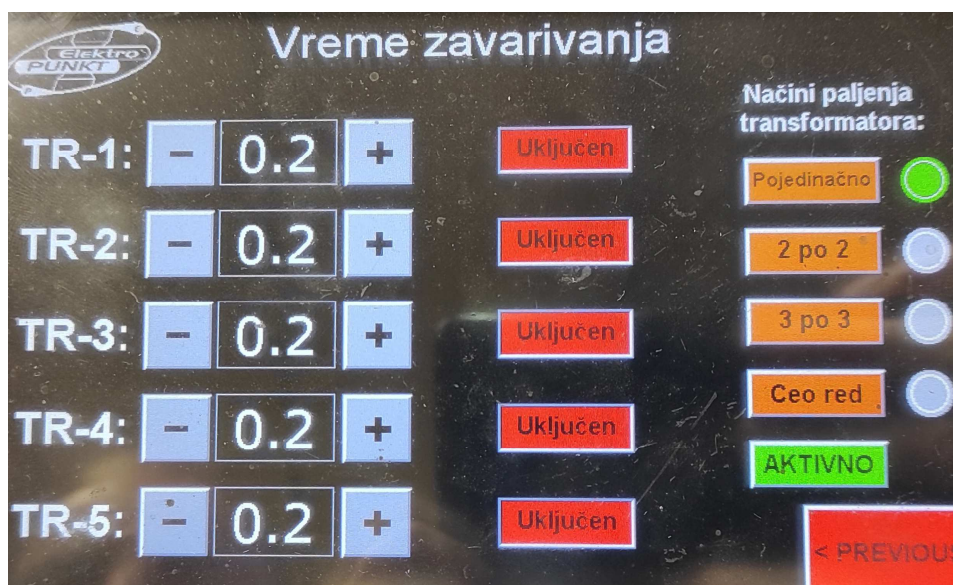 Elektro
PUNKT
Vreme zavarivanja
Načini paljenja
transformatora:
TR-1: - 0.2 + Uključen
Pojedinačno
TR-2: - 0.2 + Uključen
2 po 2
TR-3: - 0.2 + Uključen
3 po 3
TR-4: - 0.2 + Uključen
Ceo red
AKTIVNO
TR-5: - 0.2 + Uključen
< PREVIOUS